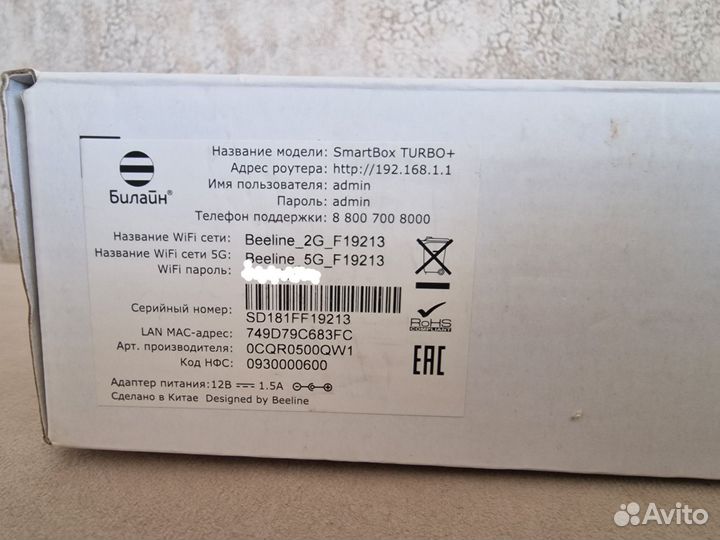 Билайн®
Название модели: SmartBox TURBO+
Адрес роутера: http://192.168.1.1
Имя пользователя: admin
Пароль: admin
Телефон поддержки: 8 800 700 8000
Название WiFi сети: Beeline_2G_F19213
Название WiFi сети 5G: Beeline_5G_F19213
WiFi пароль:
Серийный номер: SD181FF19213
LAN MAC-адрес: 749D79C683FC
Арт. производителя: 0CQR0500QW1
Код НФС: 0930000600
Адаптер питания: 12В 1.5A
Сделано в Китае Designed by Beeline
RoHS
COMPLIANT
EAC
Avito